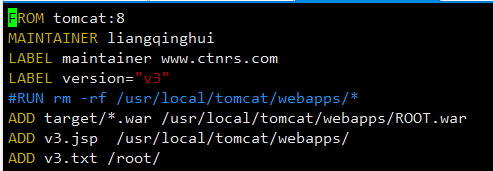 FROM tomcat:8
MAINTAINER liangqinghui
LABEL maintainer www.ctnrs.com
LABEL version="v3"
#RUN rm -rf /usr/local/tomcat/webapps/*
ADD target/*.war /usr/local/tomcat/webapps/ROOT.war
ADD v3.jsp  /usr/local/tomcat/webapps/
ADD v3.txt /root/